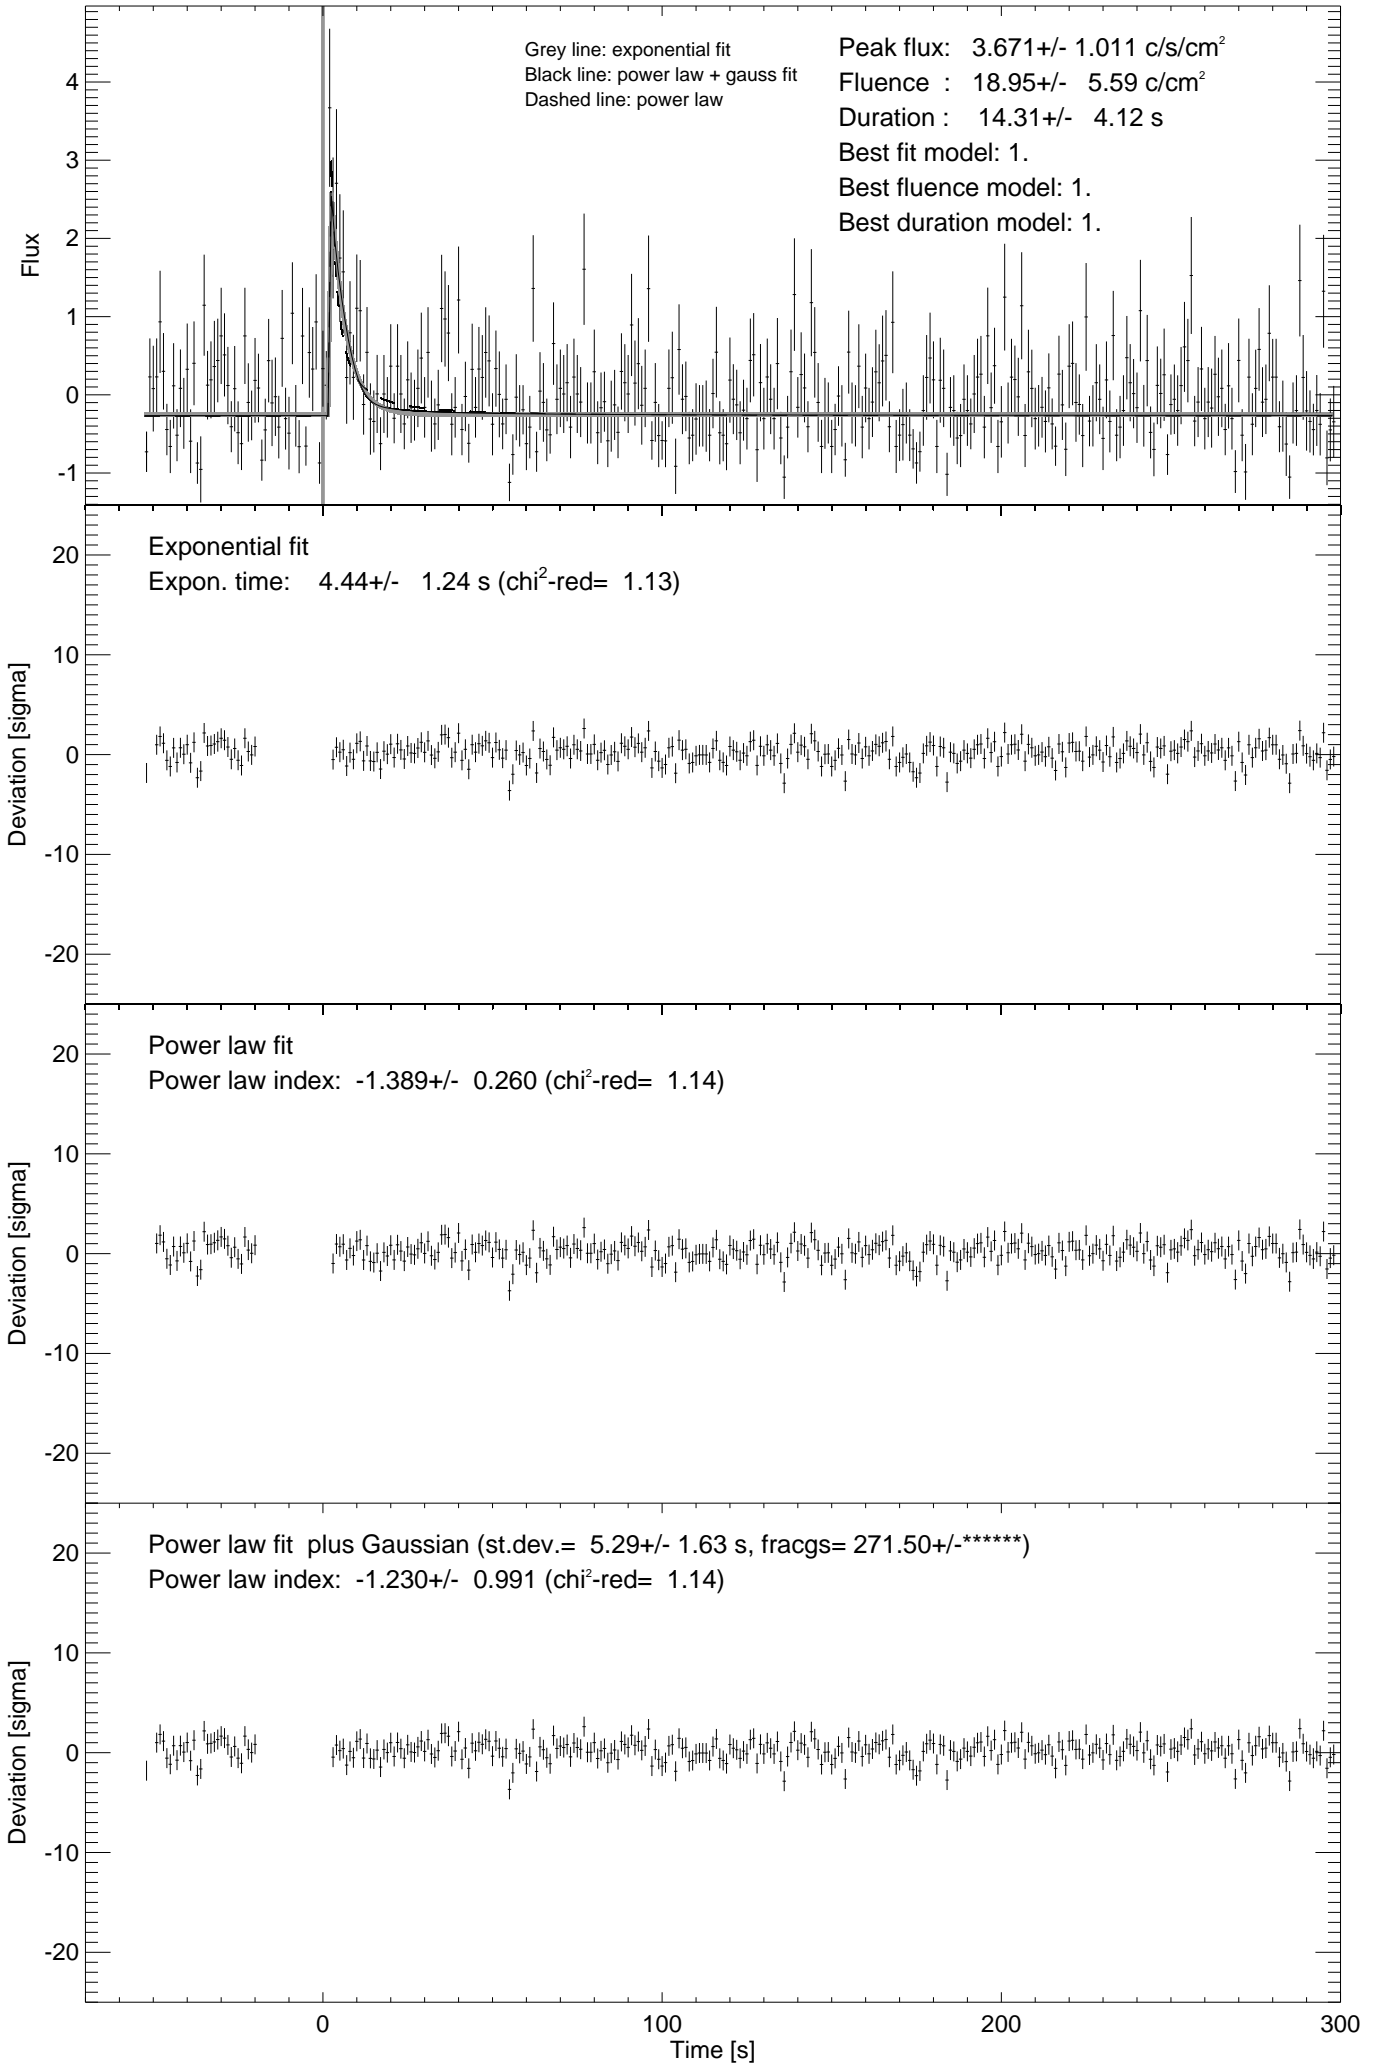 Grey line: exponential fit
Black line: power law + gauss fit
Dashed line: power law
Peak flux: 3.671+/- 1.011 c/s/cm²
Fluence : 18.95+/- 5.59 c/cm²
Duration : 14.31+/- 4.12 s
Best fit model: 1.
Best fluence model: 1.
Best duration model: 1.
4
3
2
1
0
-1
Flux
Exponential fit
Expon. time: 4.44+/- 1.24 s (chi²-red= 1.13)
20
10
0
-10
-20
Deviation [sigma]
Power law fit
Power law index: -1.389+/- 0.260 (chi²-red= 1.14)
20
10
0
-10
-20
Deviation [sigma]
Power law fit plus Gaussian (st.dev.= 5.29+/- 1.63 s, fracgs= 271.50+/-******)
Power law index: -1.230+/- 0.991 (chi²-red= 1.14)
20
10
0
-10
-20
Deviation [sigma]
0 100 200 300
Time [s]